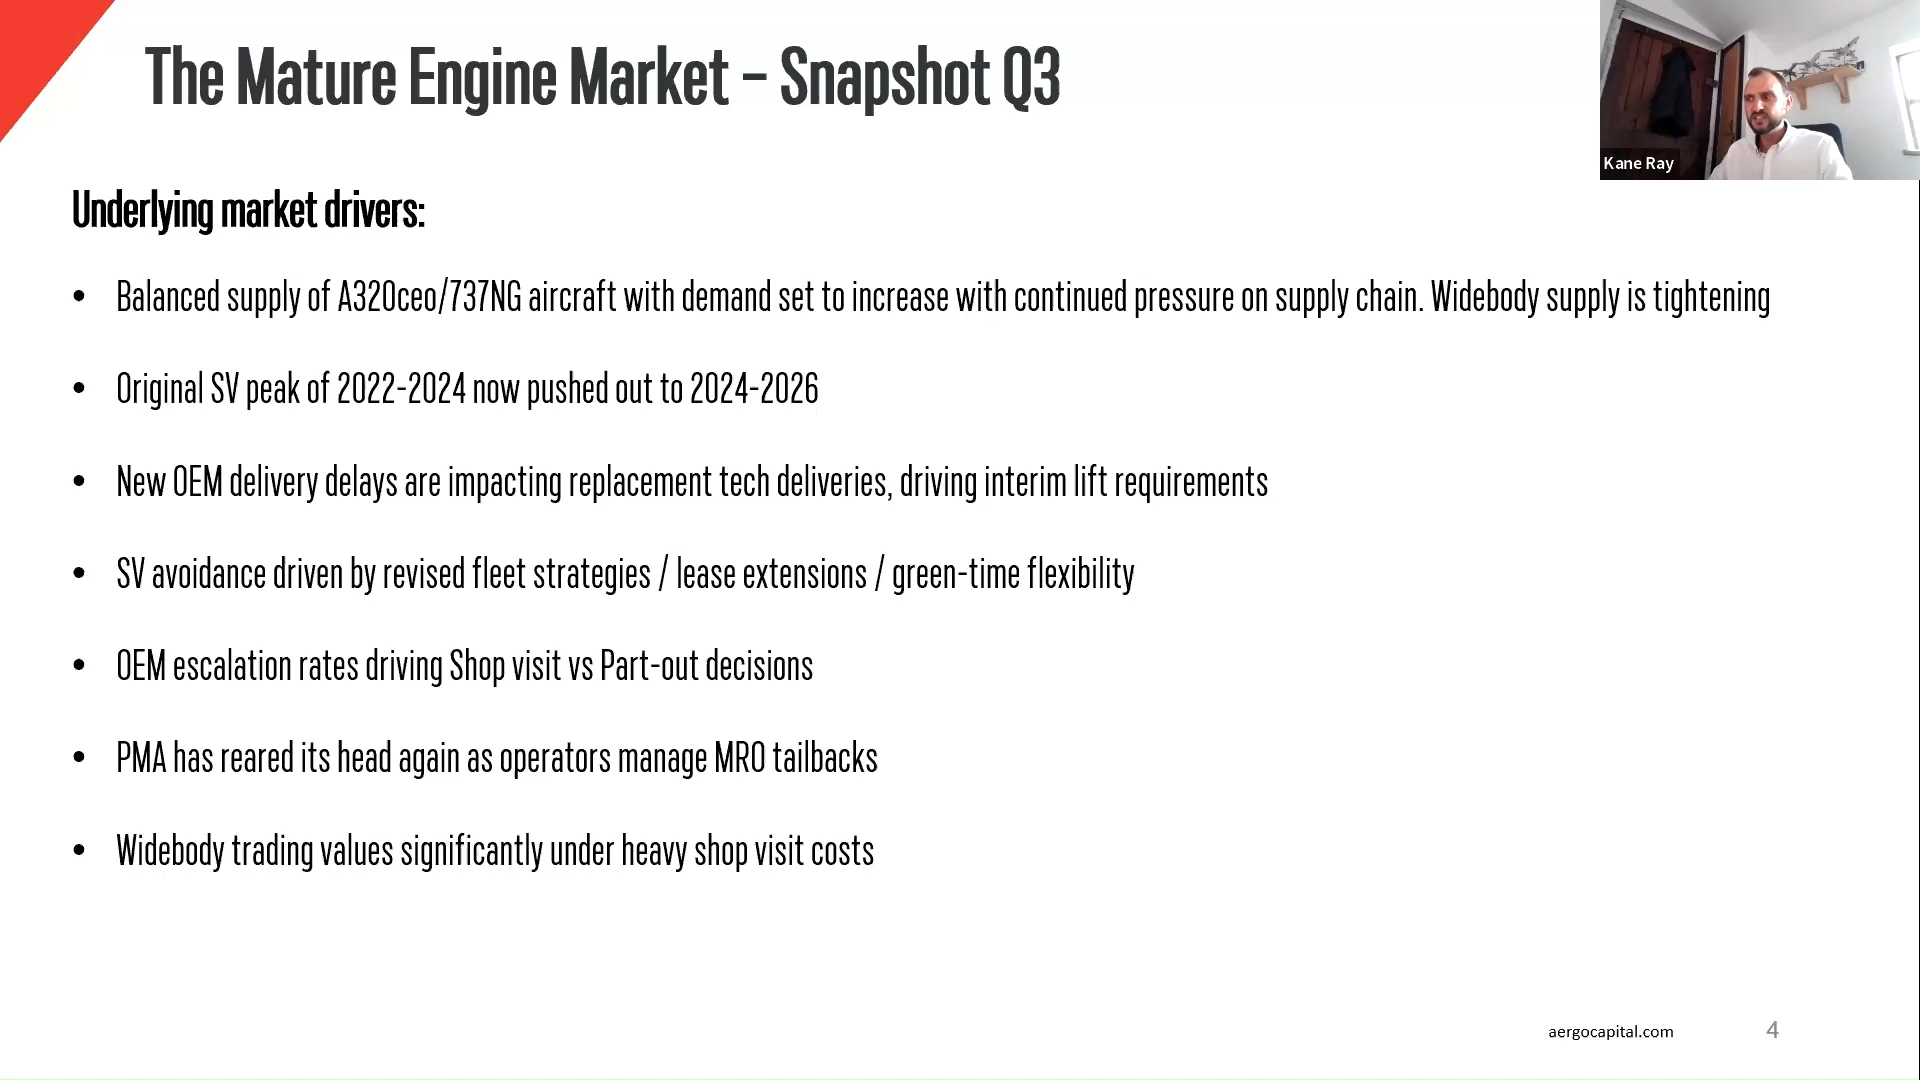 The Mature Engine Market – Snapshot Q3
Kane Ray
Underlying market drivers:
• Balanced supply of A320ceo/737NG aircraft with demand set to increase with continued pressure on supply chain. Widebody supply is tightening
• Original SV peak of 2022-2024 now pushed out to 2024-2026
• New OEM delivery delays are impacting replacement tech deliveries, driving interim lift requirements
• SV avoidance driven by revised fleet strategies / lease extensions / green-time flexibility
• OEM escalation rates driving Shop visit vs Part-out decisions
• PMA has reared its head again as operators manage MRO tailbacks
• Widebody trading values significantly under heavy shop visit costs
aergocapital.com
4